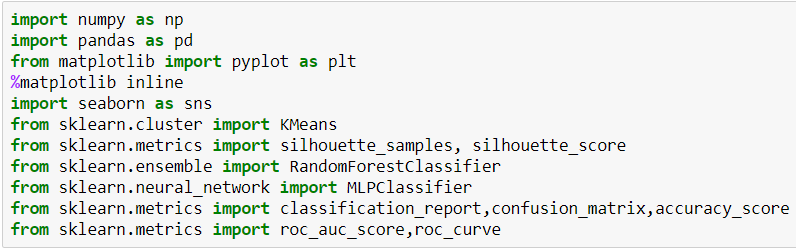 import numpy as np
import pandas as pd
from matplotlib import pyplot as plt
%matplotlib inline
import seaborn as sns
from sklearn.cluster import KMeans
from sklearn.metrics import silhouette_samples, silhouette_score
from sklearn.ensemble import RandomForestClassifier
from sklearn.neural_network import MLPClassifier
from sklearn.metrics import classification_report,confusion_matrix,accuracy_score
from sklearn.metrics import roc_auc_score,roc_curve